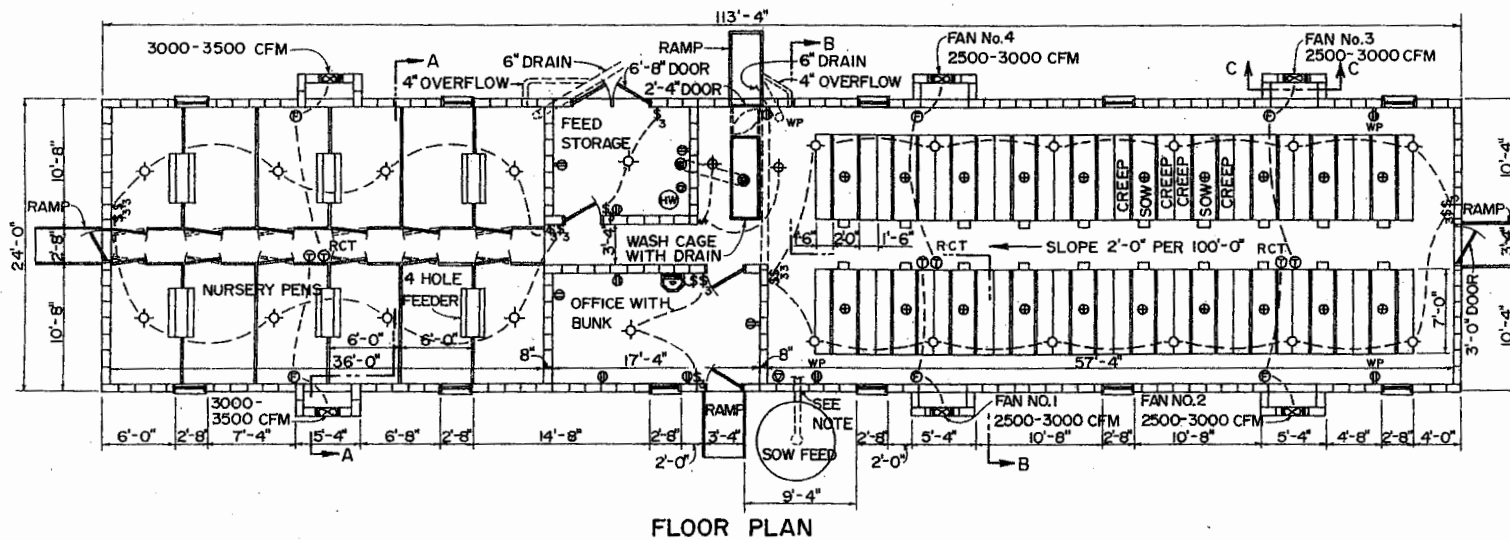 113'-4"
3000-3500 CFM
A
6" DRAIN
4" OVERFLOW
6'-8" DOOR
2'-4" DOOR
RAMP
B
6" DRAIN
4" OVERFLOW
FAN No.4
2500-3000 CFM
FAN No.3
2500-3000 CFM
C
C
24'-0"
10'-8"
2'-8"
10'-8"
RAMP
FEED
STORAGE
HW
WP
WP
CREEP
SOW
CREEP
CREEP
SOW
CREEP
10'-4"
3'-4"
10'-4"
RAMP
3'-0" DOOR
3'-4"
WASH CAGE
WITH DRAIN
2'-0"
1'-6"
RCT
SLOPE 2'-0" PER 100'-0"
RCT
RCT
NURSERY PENS
4 HOLE
FEEDER
OFFICE WITH
BUNK
7'-0"
6'-0"
6'-0"
36'-0"
8"
17'-4"
8"
57'-4"
WP
WP
3000-
3500 CFM
RAMP
SEE
NOTE
SOW FEED
FAN NO.1
2500-3000 CFM
FAN NO.2
2500-3000 CFM
6'-0"
2'-8"
7'-4"
5'-4"
6'-8"
2'-8"
14'-8"
2'-8"
3'-4"
2'-0"
2'-8"
2'-0"
5'-4"
10'-8"
2'-8"
10'-8"
5'-4"
4'-8"
2'-8"
4'-0"
A
B
9'-4"
FLOOR PLAN